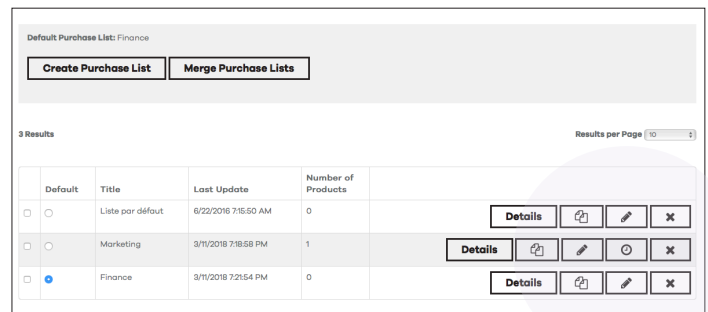 Default Purchase List: Finance
Create Purchase List Merge Purchase Lists
3 Results Results per Page 10
Default Title Last Update Number of Products
Liste par défaut 6/22/2016 7:15:50 AM 0 Details
Marketing 3/11/2018 7:18:58 PM 1 Details
Finance 3/11/2018 7:21:54 PM 0 Details